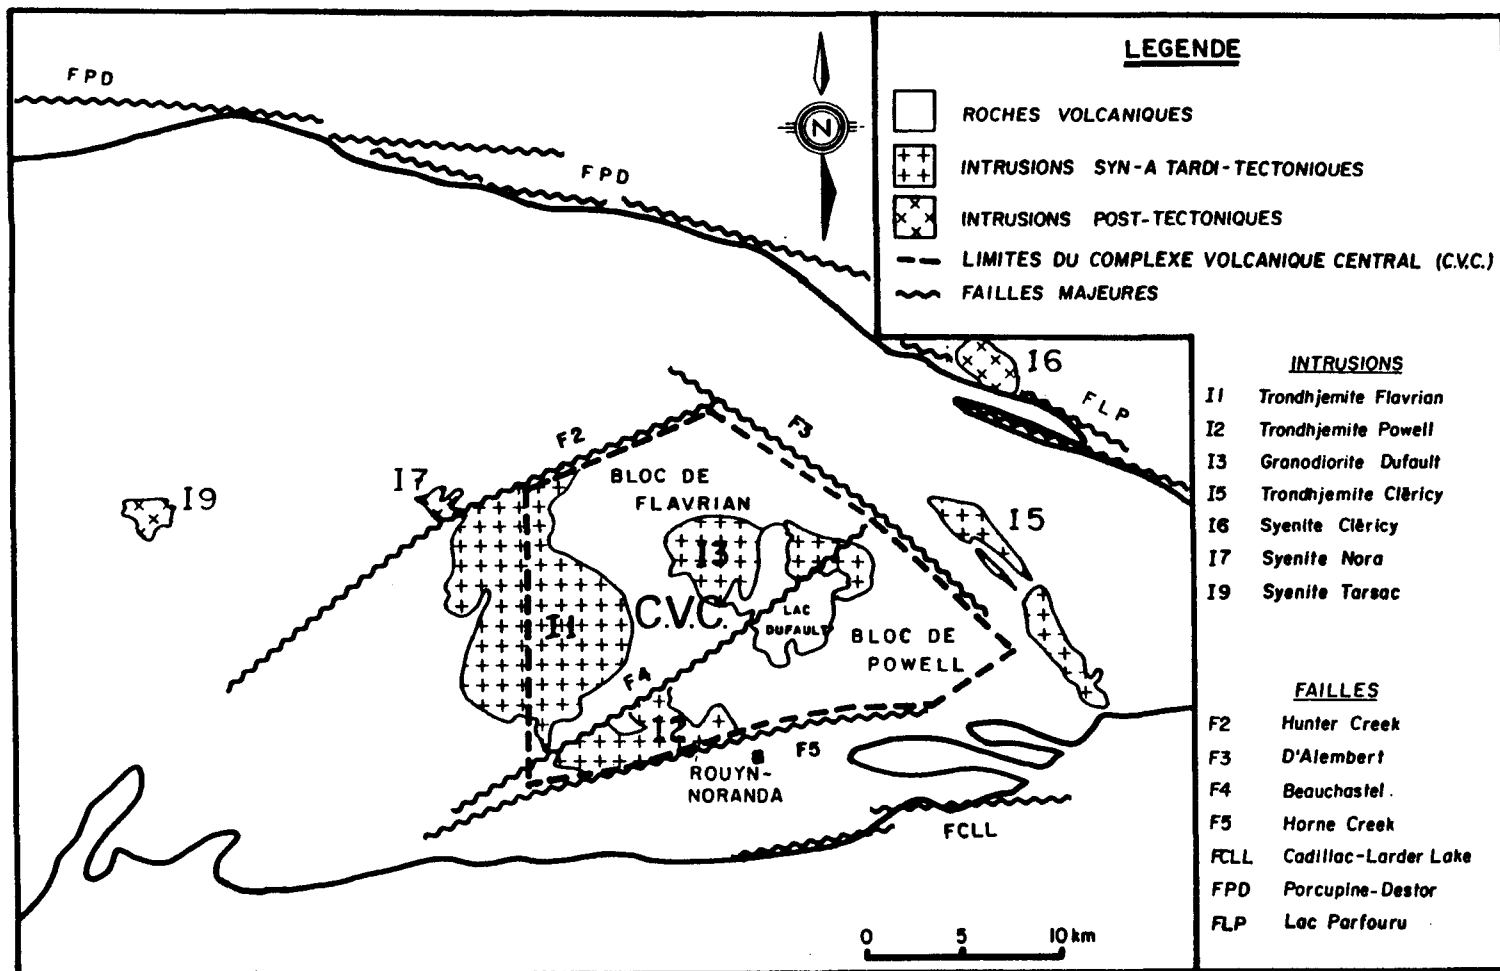 FPD
FPD
N
LEGENDE
ROCHES VOLCANIQUES
INTRUSIONS SYN-A TARDI-TECTONIQUES
INTRUSIONS POST-TECTONIQUES
LIMITES DU COMPLEXE VOLCANIQUE CENTRAL (C.V.C.)
FAILLES MAJEURES
I6
FLP
F2
F3
BLOC DE
FLAVRIAN
I7
I9
I5
I3
C.V.C.
LAC
DUFAULT
I1
BLOC DE
POWELL
F4
I2
F5
ROUYN-
NORANDA
FCLL
0 5 10 km
INTRUSIONS
I1 Trondhjemite Flavrian
I2 Trondhjemite Powell
I3 Granodiorite Dufault
I5 Trondhjemite Cléricy
I6 Syenite Cléricy
I7 Syenite Nora
I9 Syenite Tarsac
FAILLES
F2 Hunter Creek
F3 D'Alembert
F4 Beauchastel.
F5 Horne Creek
FCLL Cadillac-Larder Lake
FPD Porcupine-Destor
FLP Lac Parfouru